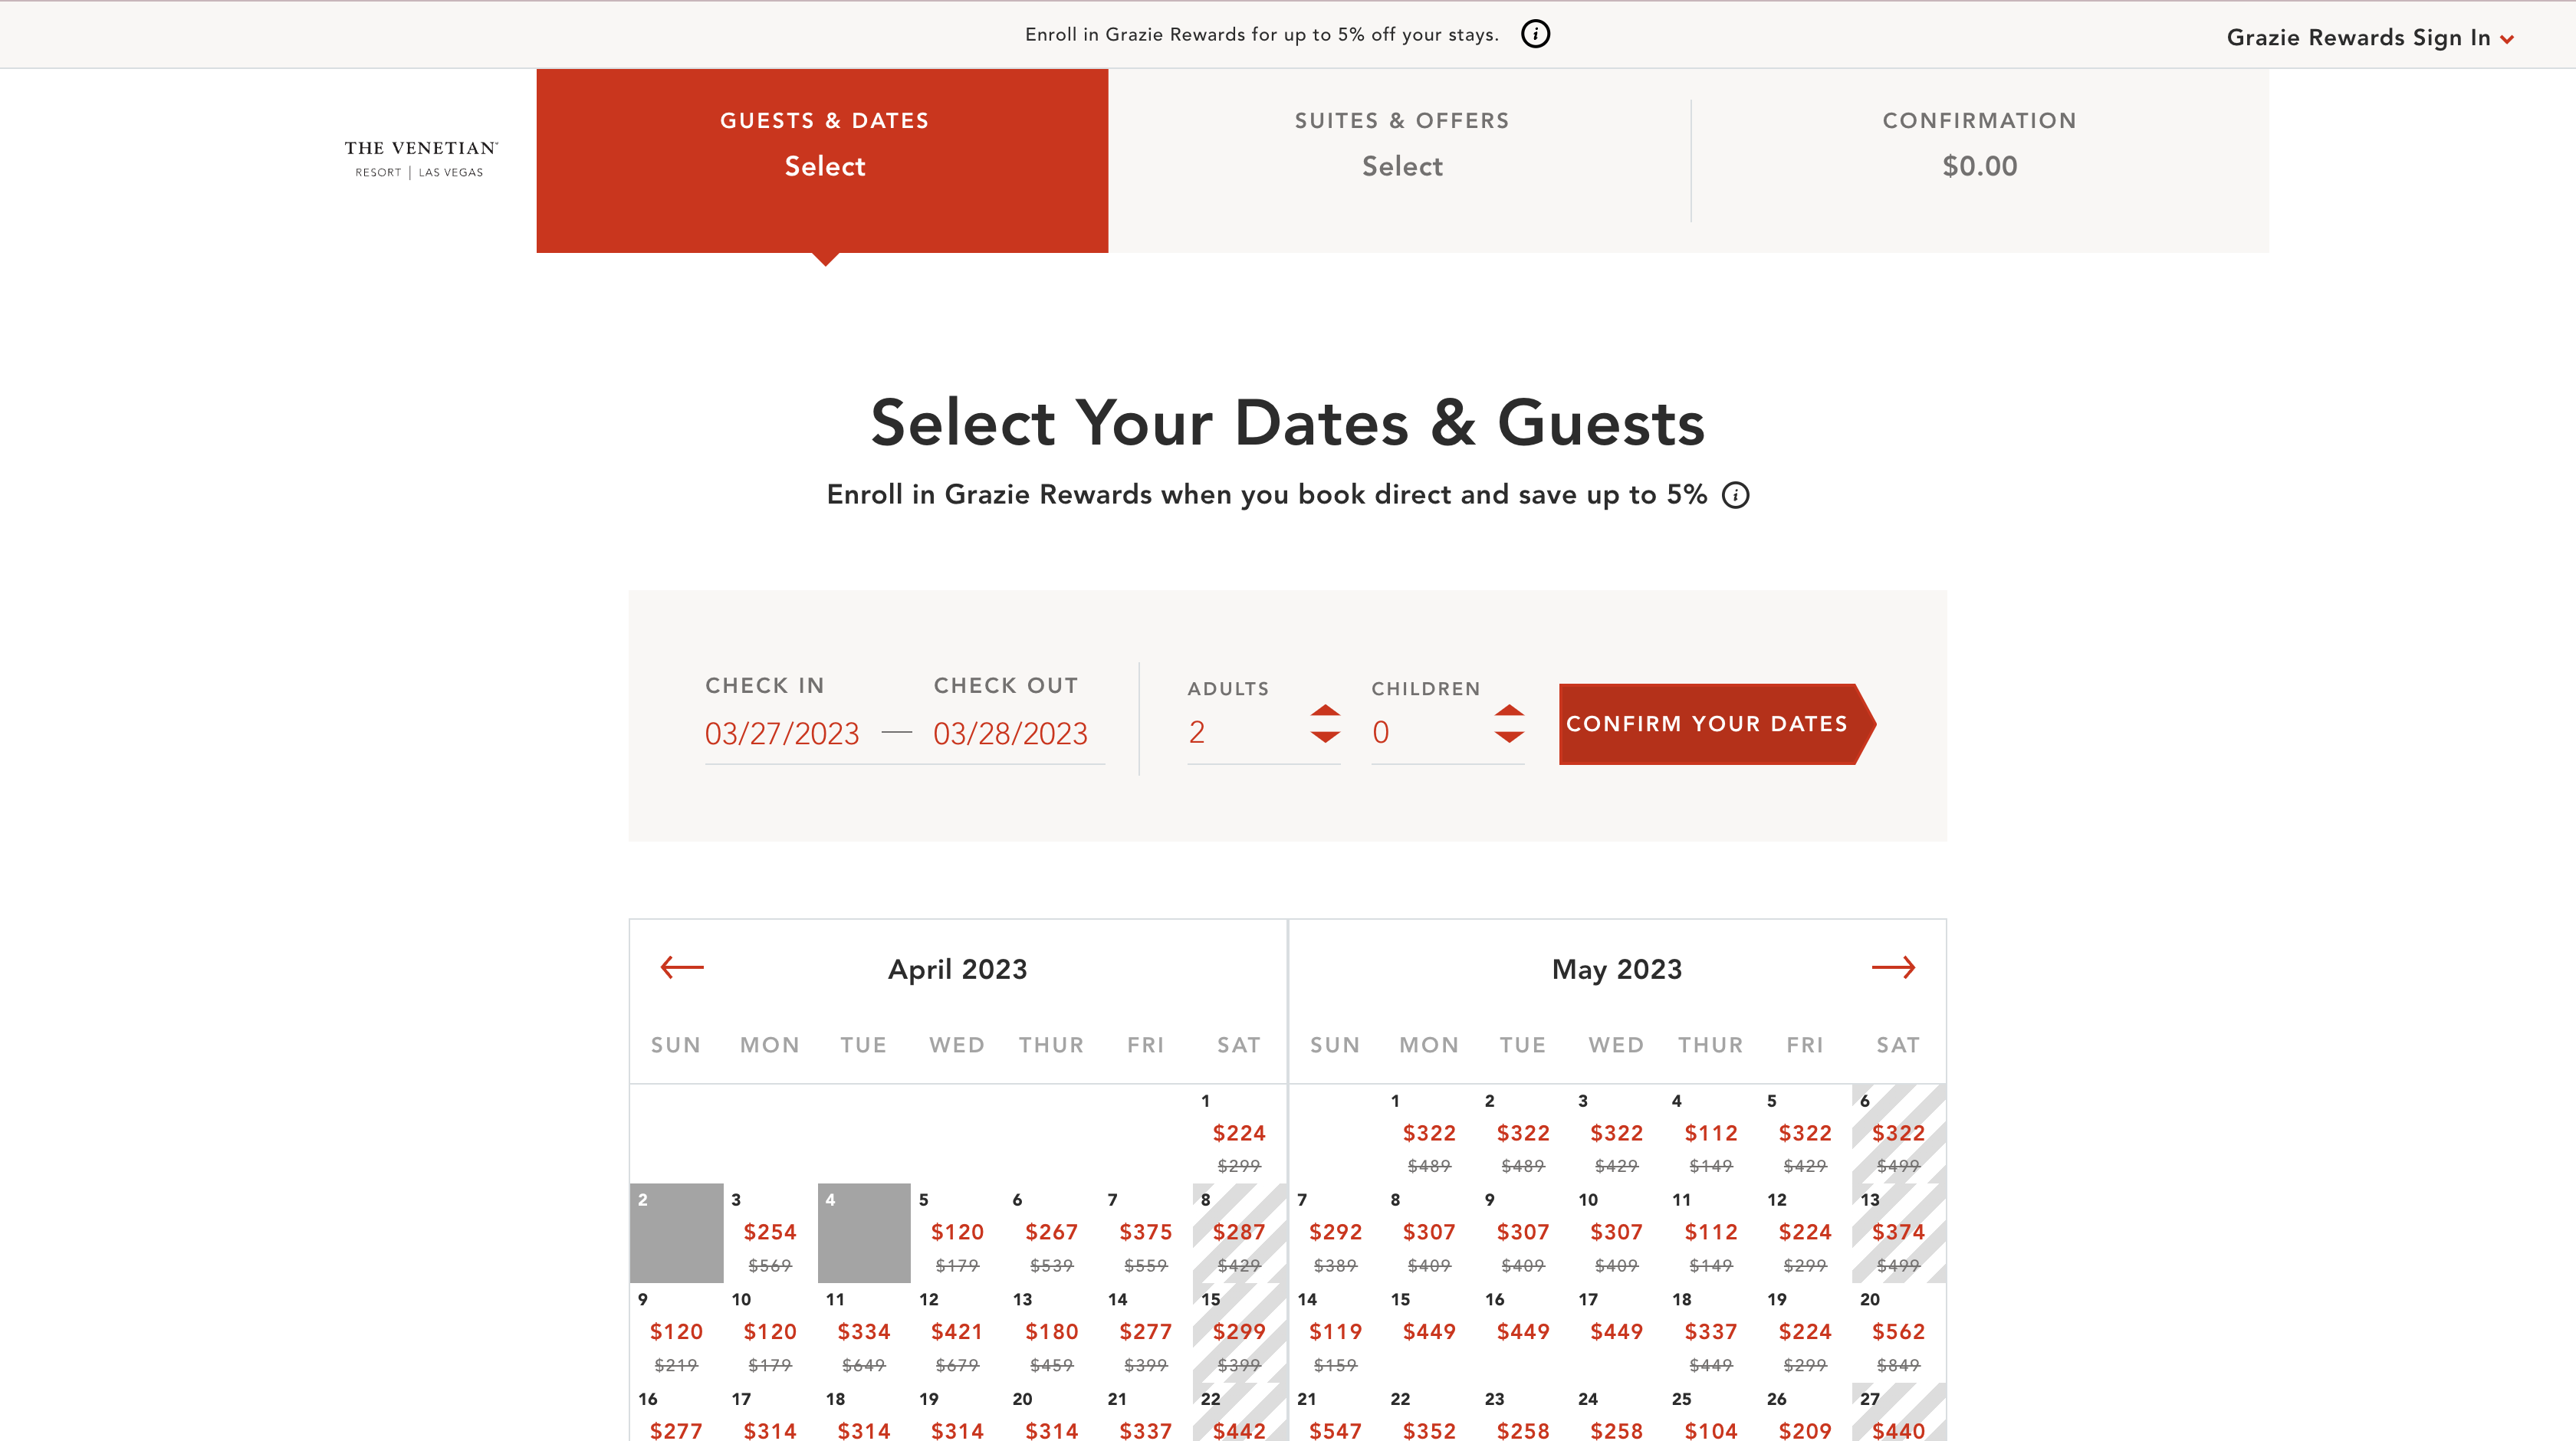 Enroll in Grazie Rewards for up to 5% off your stays. i
Grazie Rewards Sign In
THE VENETIAN
RESORT | LAS VEGAS
GUESTS & DATES
Select
SUITES & OFFERS
Select
CONFIRMATION
$0.00
Select Your Dates & Guests
Enroll in Grazie Rewards when you book direct and save up to 5% i
CHECK IN
03/27/2023
—
CHECK OUT
03/28/2023
ADULTS
2
CHILDREN
0
CONFIRM YOUR DATES
April 2023
SUN MON TUE WED THUR FRI SAT
1
$224
$299
2 3 4 5 6 7 8
$254 $120 $267 $375 $287
$569 $179 $539 $559 $429
9 10 11 12 13 14 15
$120 $120 $334 $421 $180 $277 $299
$219 $179 $649 $679 $459 $399 $399
16 17 18 19 20 21 22
$277 $314 $314 $314 $314 $337 $442
May 2023
SUN MON TUE WED THUR FRI SAT
1 2 3 4 5 6
$322 $322 $322 $112 $322 $322
$489 $489 $429 $149 $429 $499
7 8 9 10 11 12 13
$292 $307 $307 $307 $112 $224 $374
$389 $409 $409 $409 $149 $299 $499
14 15 16 17 18 19 20
$119 $449 $449 $449 $337 $224 $562
$159 $449 $299 $849
21 22 23 24 25 26 27
$547 $352 $258 $258 $104 $209 $440